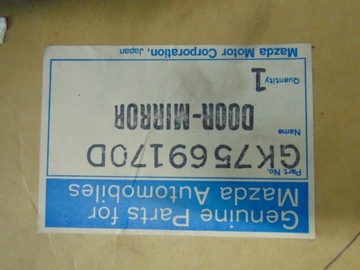 Genuine Parts for
Mazda Automobiles
Part No.
GK7569170D
Name
DOOR-MIRROR
Quantity
1
Mazda Motor Corporation, Japan